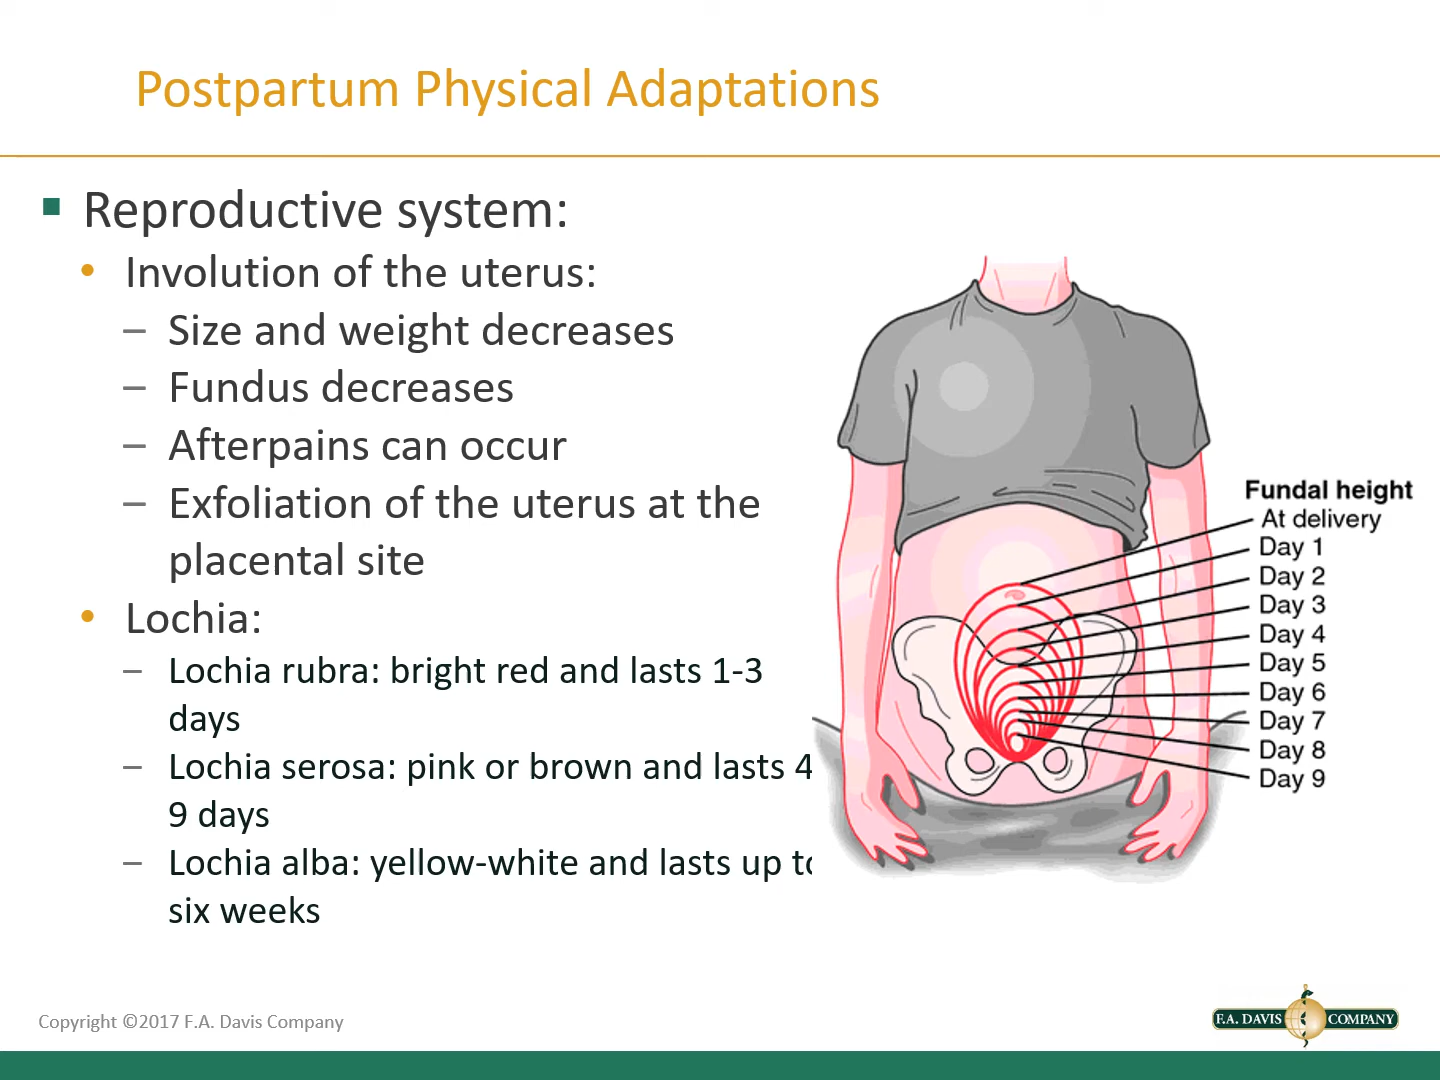 Postpartum Physical Adaptations
▪ Reproductive system:
• Involution of the uterus:
– Size and weight decreases
– Fundus decreases
– Afterpains can occur
– Exfoliation of the uterus at the
placental site
• Lochia:
– Lochia rubra: bright red and lasts 1-3
days
– Lochia serosa: pink or brown and lasts 4
9 days
– Lochia alba: yellow-white and lasts up to
six weeks
Fundal height
At delivery
Day 1
Day 2
Day 3
Day 4
Day 5
Day 6
Day 7
Day 8
Day 9
Copyright ©2017 F.A. Davis Company
F.A. DAVIS COMPANY